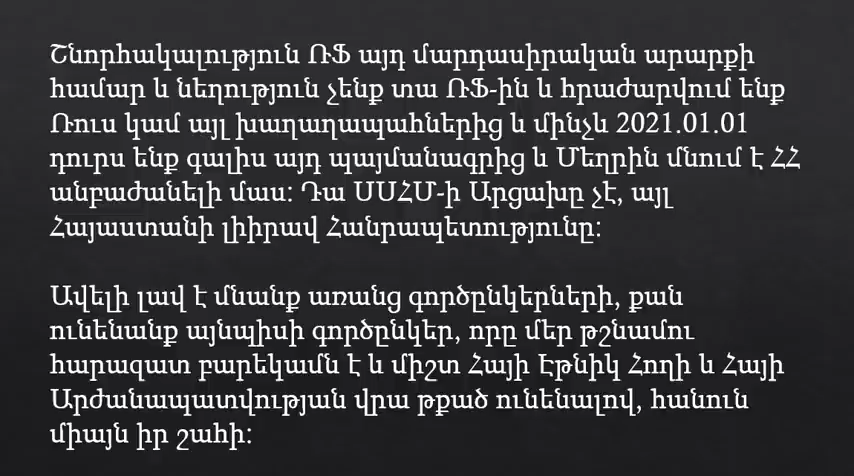 Շնորհակալություն ՌՖ այդ մարդասիրական արարքի
համար և նեղություն չենք տա ՌՖ-ին և հրաժարվում ենք
Ռուս կամ այլ խաղաղապահներից և մինչև 2021.01.01
դուրս ենք գալիս այդ պայմանագրից և Մեղրին մնում է ՀՀ
անբաժանելի մաս։ Դա ՍՍՀՄ-ի Արցախը չէ, այլ
Հայաստանի լիիրավ Հանրապետությունը։
Ավելի լավ է մնանք առանց գործընկերների, քան
ունենանք այնպիսի գործընկեր, որը մեր թշնամու
հարազատ բարեկամն է և միշտ Հայի Էթնիկ Հողի և Հայի
Արժանապատվության վրա թքած ունենալով, հանուն
միայն իր շահի։